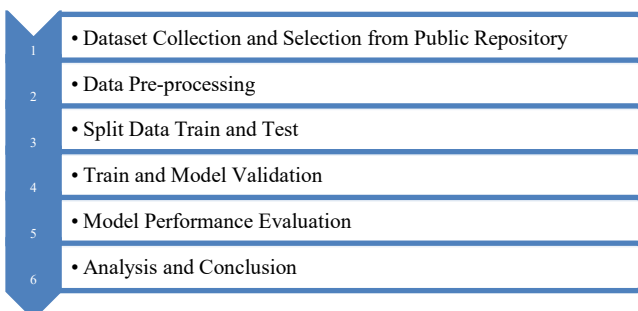 1 • Dataset Collection and Selection from Public Repository
2 • Data Pre-processing
3 • Split Data Train and Test
4 • Train and Model Validation
5 • Model Performance Evaluation
6 • Analysis and Conclusion